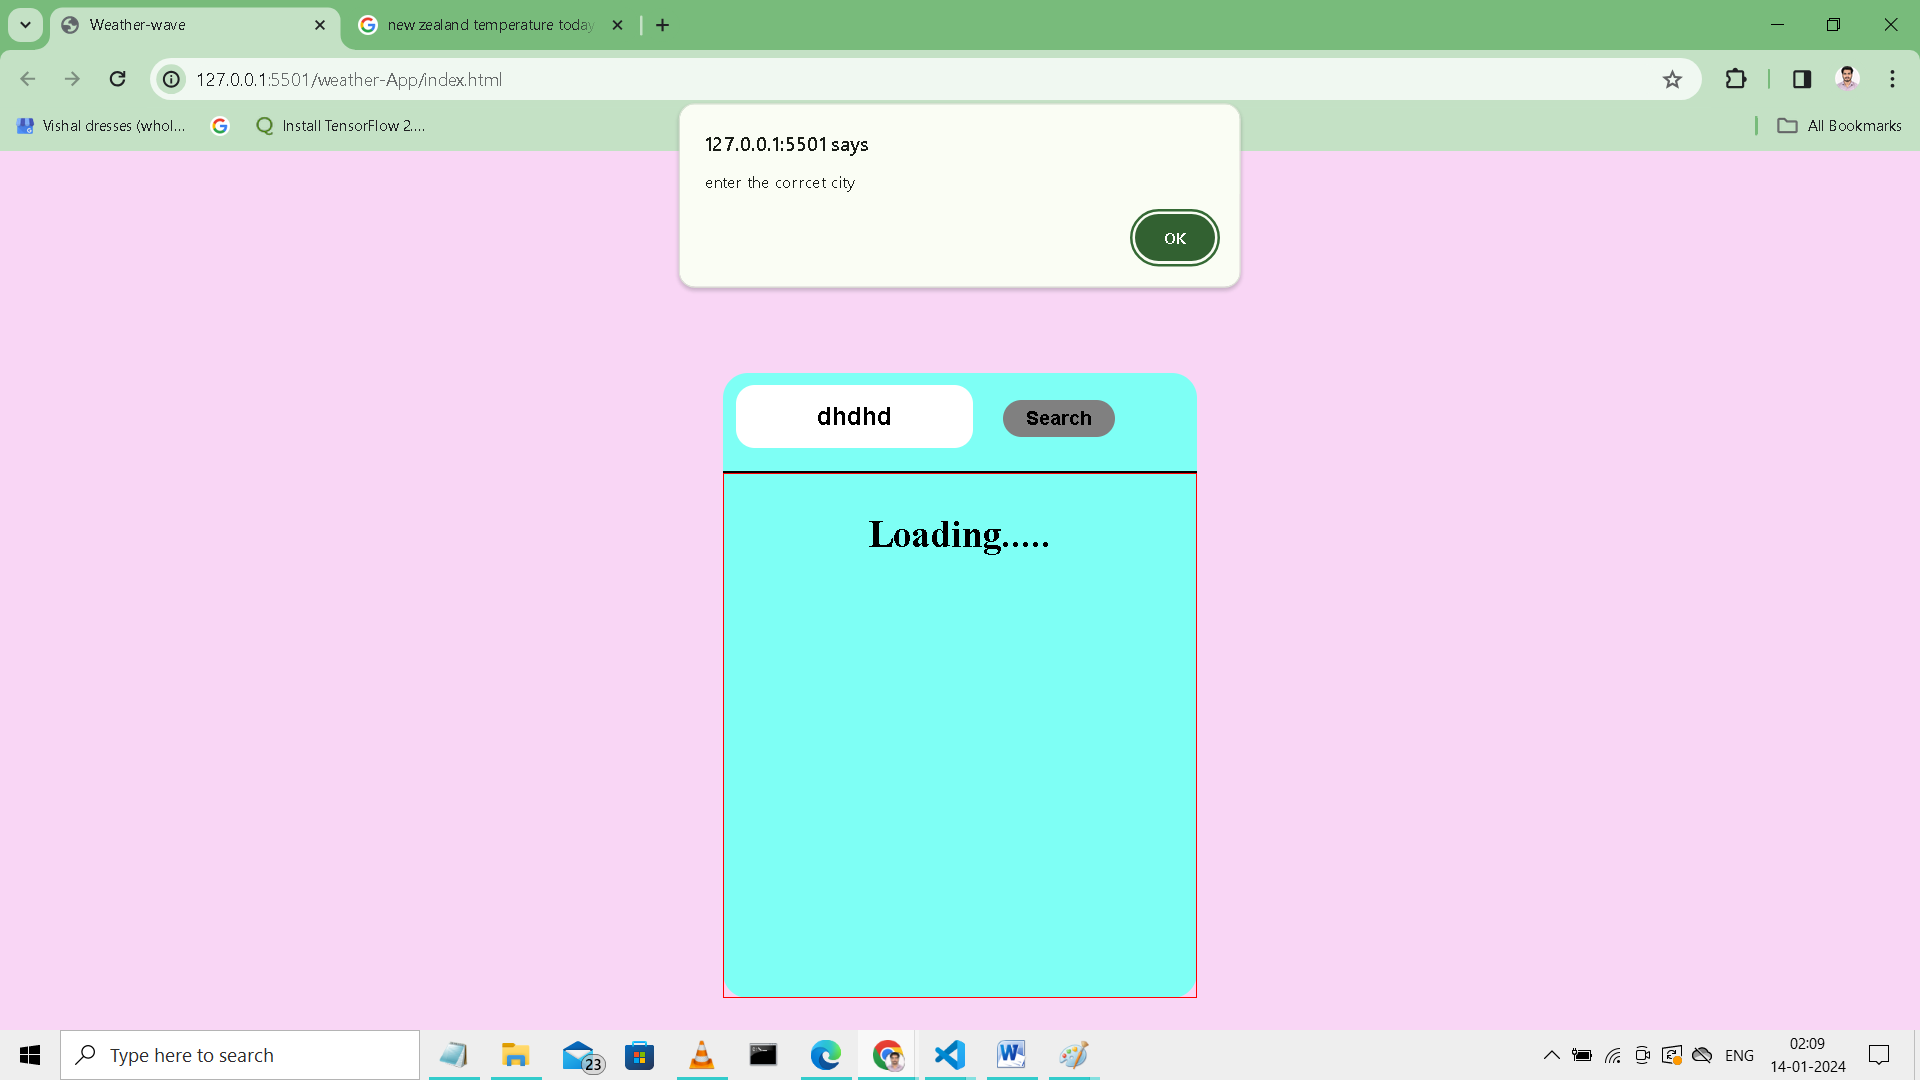 Weather-wave
new zealand temperature today
127.0.0.1:5501/weather-App/index.html
Vishal dresses (whol...
Install TensorFlow 2....
All Bookmarks
127.0.0.1:5501 says
enter the corrcet city
OK
dhdhd
Search
Loading.....
Type here to search
23
ENG
02:09
14-01-2024